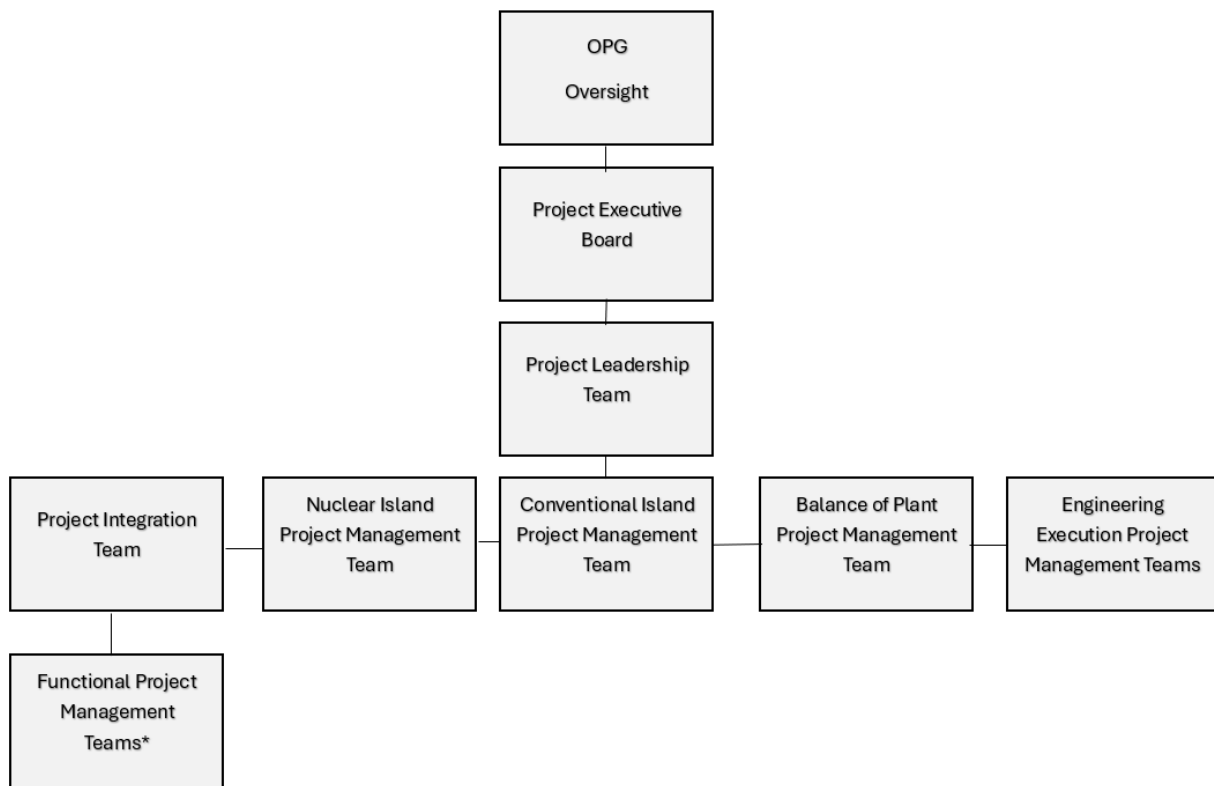 OPG
Oversight
Project Executive
Board
Project Leadership
Team
Project Integration
Team
Nuclear Island
Project Management
Team
Conventional Island
Project Management
Team
Balance of Plant
Project Management
Team
Engineering
Execution Project
Management Teams
Functional Project
Management
Teams*